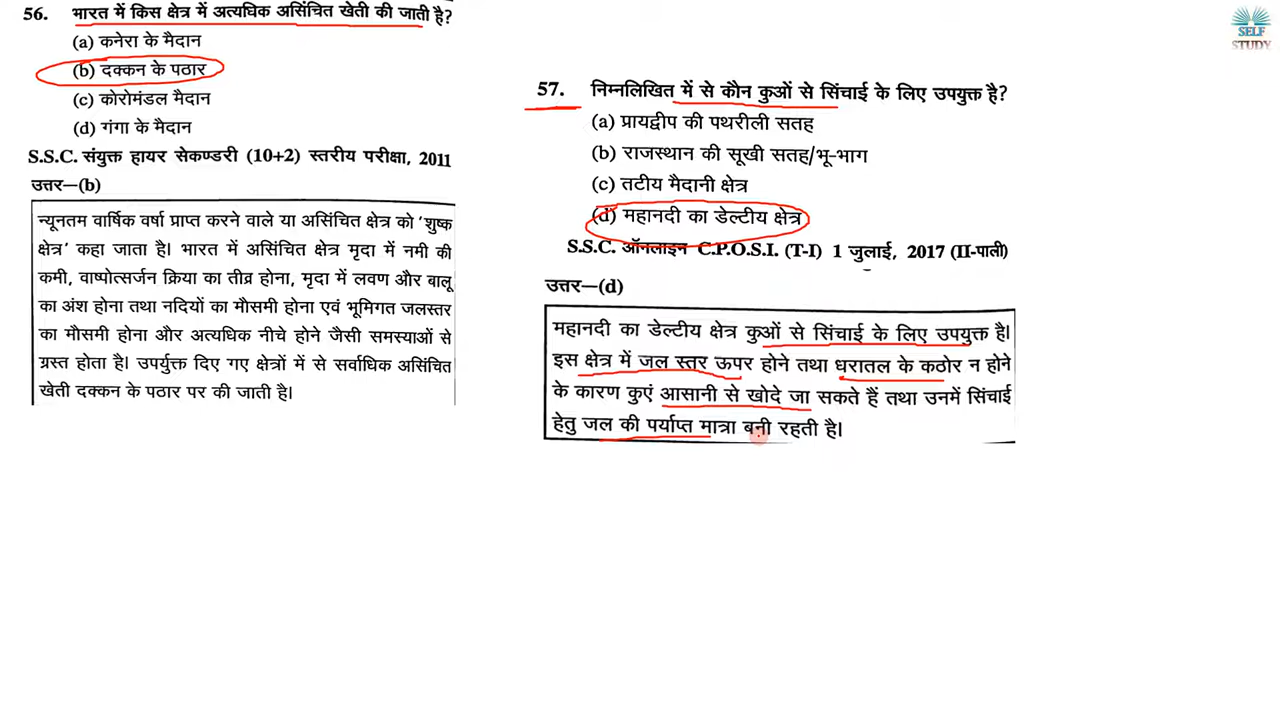 56. भारत में किस क्षेत्र में अत्यधिक असिंचित खेती की जाती है?
(a) कनेरा के मैदान
(b) दक्कन के पठार
(c) कोरोमंडल मैदान
(d) गंगा के मैदान
S.S.C. संयुक्त हायर सेकण्डरी (10+2) स्तरीय परीक्षा, 2011
उत्तर—(b)
न्यूनतम वार्षिक वर्षा प्राप्त करने वाले या असिंचित क्षेत्र को 'शुष्क
क्षेत्र' कहा जाता है। भारत में असिंचित क्षेत्र मृदा में नमी की
कमी, वाष्पोत्सर्जन क्रिया का तीव्र होना, मृदा में लवण और बालू
का अंश होना तथा नदियों का मौसमी होना एवं भूमिगत जलस्तर
का मौसमी होना और अत्यधिक नीचे होने जैसी समस्याओं से
ग्रस्त होता है। उपर्युक्त दिए गए क्षेत्रों में से सर्वाधिक असिंचित
खेती दक्कन के पठार पर की जाती है।
57. निम्नलिखित में से कौन कुओं से सिंचाई के लिए उपयुक्त है?
(a) प्रायद्वीप की पथरीली सतह
(b) राजस्थान की सूखी सतह/भू-भाग
(c) तटीय मैदानी क्षेत्र
(d) महानदी का डेल्टीय क्षेत्र
S.S.C. ऑनलाइन C.P.O.S.I. (T-I) 1 जुलाई, 2017 (II-पाली)
उत्तर—(d)
महानदी का डेल्टीय क्षेत्र कुओं से सिंचाई के लिए उपयुक्त है।
इस क्षेत्र में जल स्तर ऊपर होने तथा धरातल के कठोर न होने
के कारण कुएं आसानी से खोदे जा सकते हैं तथा उनमें सिंचाई
हेतु जल की पर्याप्त मात्रा बनी रहती है।
SELF
STUDY